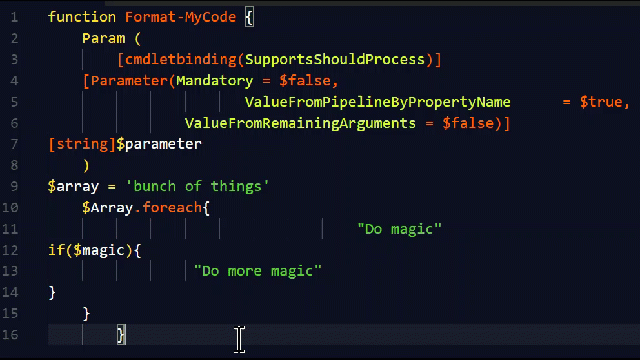 1 function Format-MyCode {
2     Param (
3         [cmdletbinding(SupportsShouldProcess)]
4     [Parameter(Mandatory = $false,
5                        ValueFromPipelineByPropertyName      = $true,
6                 ValueFromRemainingArguments = $false)]
7 [string]$parameter
8     )
9 $array = 'bunch of things'
10     $Array.foreach{
11                                     "Do magic"
12 if($magic){
13                  "Do more magic"
14 }
15     }
16         }